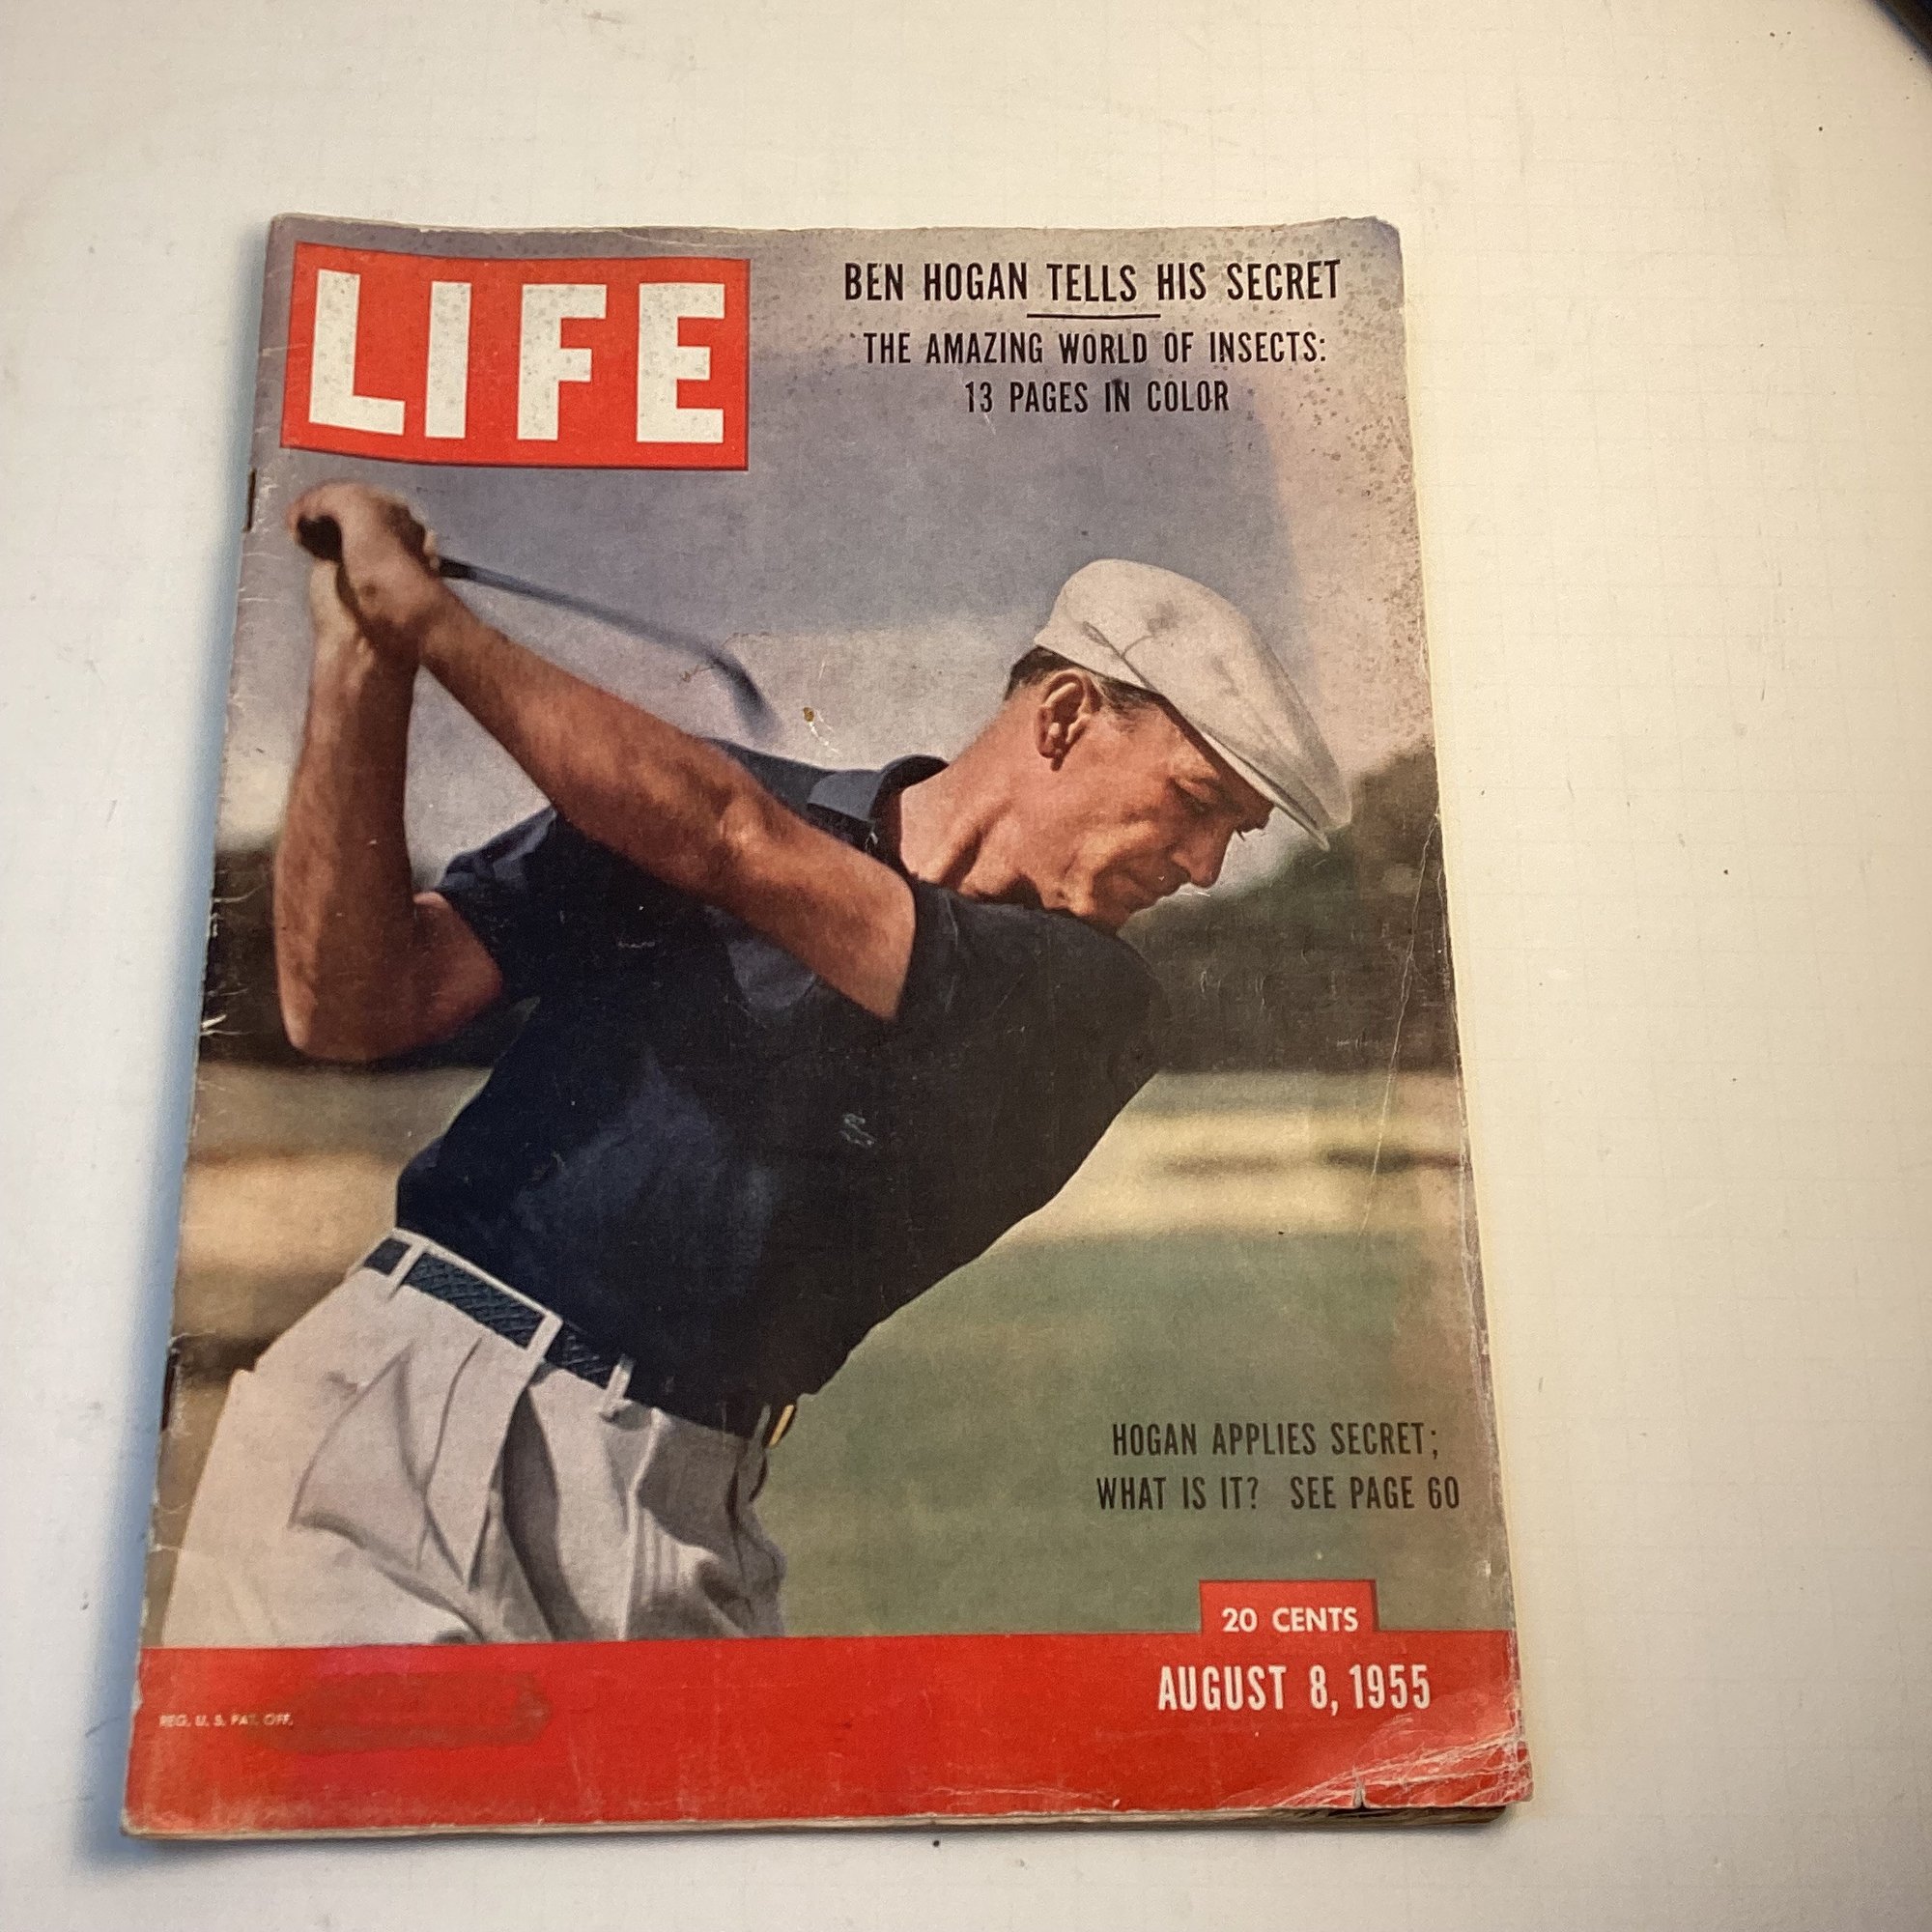 LIFE
BEN HOGAN TELLS HIS SECRET
THE AMAZING WORLD OF INSECTS:
13 PAGES IN COLOR
HOGAN APPLIES SECRET;
WHAT IS IT? SEE PAGE 60
20 CENTS
AUGUST 8, 1955
REG. U. S. PAT. OFF.